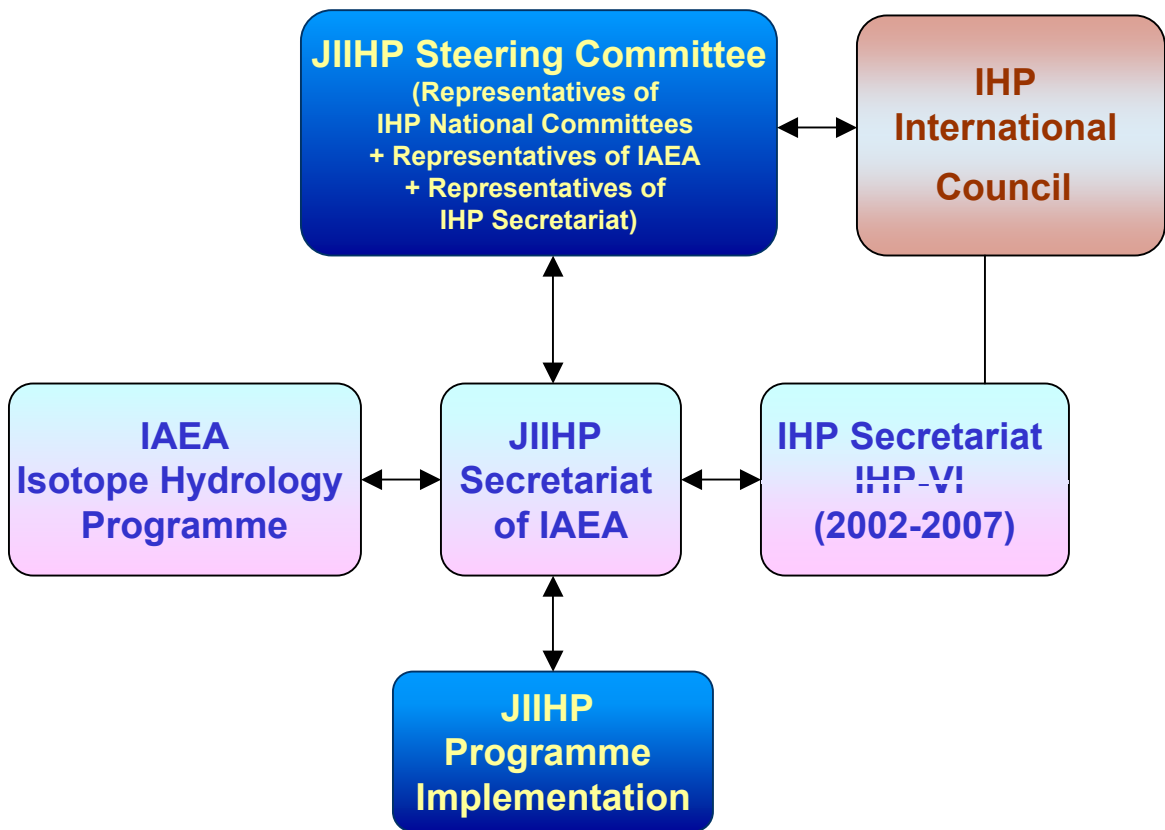 JIIHP Steering Committee
(Representatives of
IHP National Committees
+ Representatives of IAEA
+ Representatives of
IHP Secretariat)
IHP
International
Council
IAEA
Isotope Hydrology
Programme
JIIHP
Secretariat
of IAEA
IHP Secretariat
IHP-VI
(2002-2007)
JIIHP
Programme
Implementation